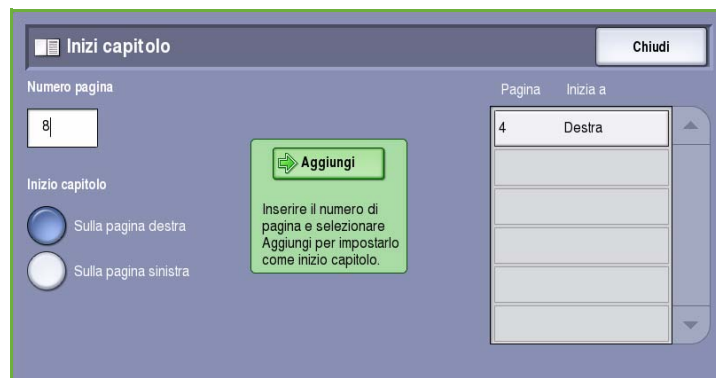 Inizi capitolo
Chiudi
Numero pagina
8
Inizio capitolo
Sulla pagina destra
Sulla pagina sinistra
Aggiungi
Inserire il numero di
pagina e selezionare
Aggiungi per impostarlo
come inizio capitolo.
Pagina Inizia a
4 Destra